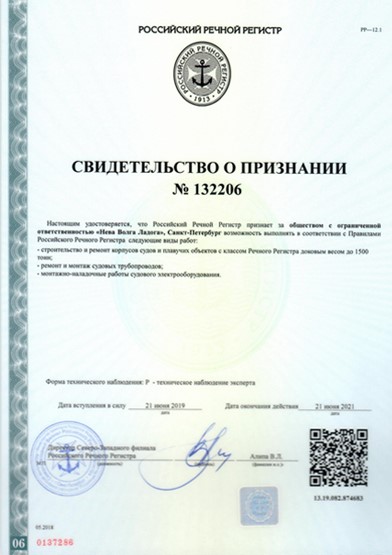 РОССИЙСКИЙ РЕЧНОЙ РЕГИСТР
РР—12.1
РОССИЙСКИЙ РЕЧНОЙ РЕГИСТР
· 1913 ·
СВИДЕТЕЛЬСТВО О ПРИЗНАНИИ
№ 132206
Настоящим удостоверяется, что Российский Речной Регистр признает за обществом с ограниченной
ответственностью «Нева Волга Ладога», Санкт-Петербург возможность выполнять в соответствии с Правилами
Российского Речного Регистра следующие виды работ:
- строительство и ремонт корпусов судов и плавучих объектов с классом Речного Регистра доковым весом до 1500
тонн;
- ремонт и монтаж судовых трубопроводов;
- монтажно-наладочные работы судового электрооборудования.
Форма технического наблюдения: Р - техническое наблюдение эксперта
Дата вступления в силу 21 июня 2019 Дата окончания действия 21 июня 2021
Директор Северо-Западного филиала
Российского Речного Регистра
Алипа В.Л.
М.П. (должность) (подпись) (фамилия и.о.)
13.19.082.874683
05.2018
06 0137286